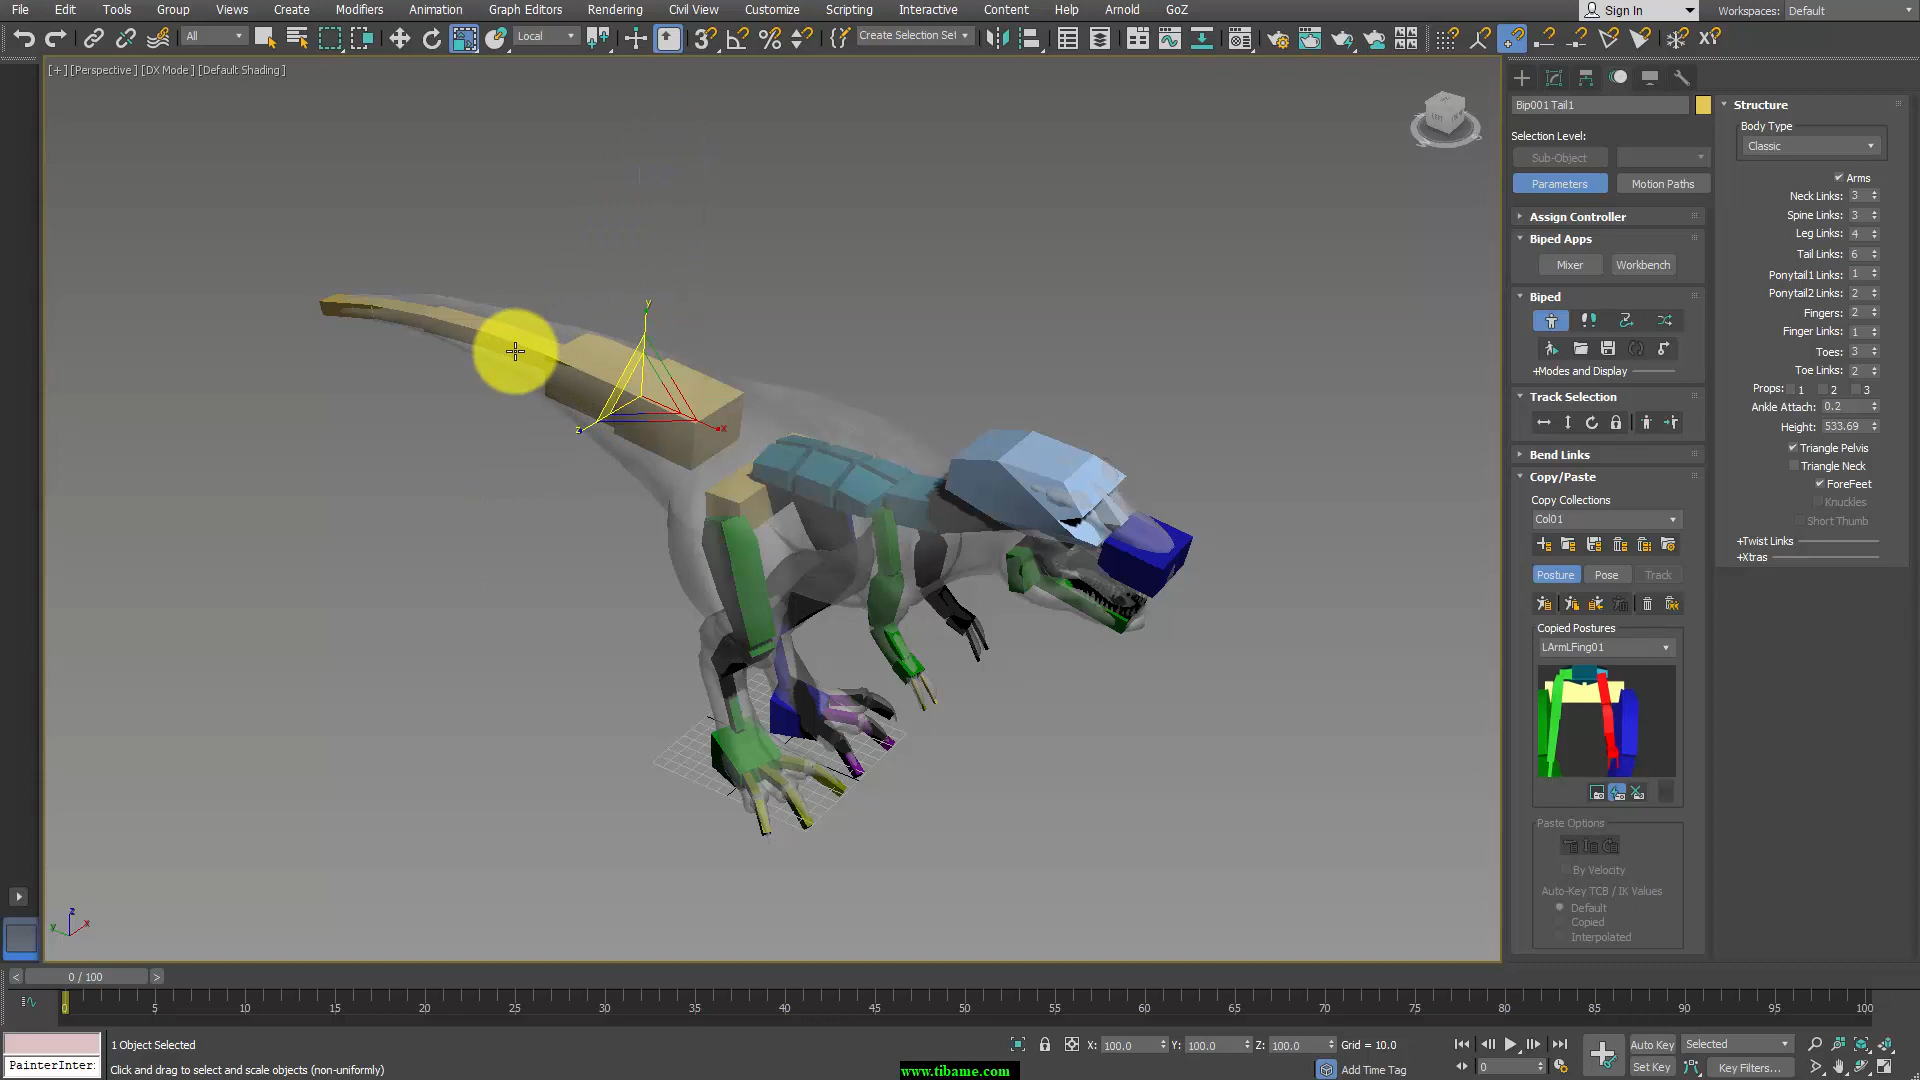 File Edit Tools Group Views Create Modifiers Animation Graph Editors Rendering Civil View Customize Scripting Interactive Content Help Arnold GoZ Sign In Workspaces: Default
All Local Create Selection Set
[+] [Perspective] [DX Mode] [Default Shading]
Bip001 Tail1
Selection Level:
Sub-Object
Parameters Motion Paths
Assign Controller
Biped Apps
Mixer Workbench
Biped
+Modes and Display
Track Selection
Bend Links
Copy/Paste
Copy Collections
Col01
Posture Pose Track
Copied Postures
LArmLFing01
Paste Options
By Velocity
Auto-Key TCB / IK Values
Default
Copied
Interpolated
Structure
Body Type
Classic
Arms
Neck Links: 3
Spine Links: 3
Leg Links: 4
Tail Links: 6
Ponytail1 Links: 1
Ponytail2 Links: 2
Fingers: 2
Finger Links: 1
Toes: 3
Toe Links: 2
Props: 1 2 3
Ankle Attach: 0.2
Height: 533.69
Triangle Pelvis
Triangle Neck
ForeFeet
Knuckles
Short Thumb
+Twist Links
+Xtras
y
z x
LEFT
z
y x
< 0 / 100 >
0 5 10 15 20 25 30 35 40 45 50 55 60 65 70 75 80 85 90 95 100
1 Object Selected X: 100.0 Y: 100.0 Z: 100.0 Grid = 10.0 Auto Key Selected
PainterInter: Click and drag to select and scale objects (non-uniformly) www.tibame.com Add Time Tag 0 Set Key Key Filters...